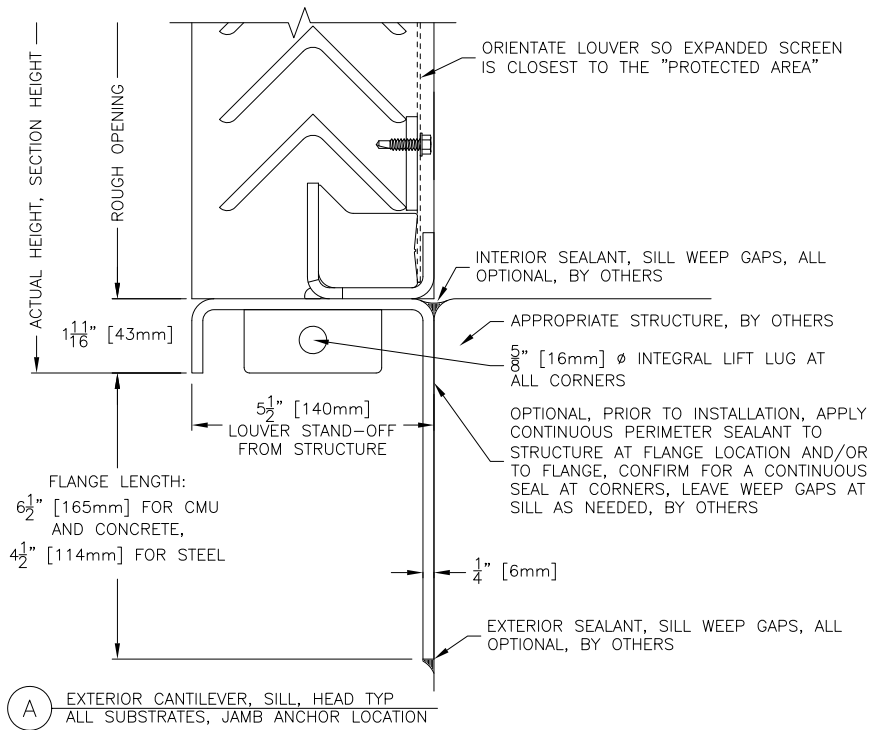 ACTUAL HEIGHT, SECTION HEIGHT
ROUGH OPENING
ORIENTATE LOUVER SO EXPANDED SCREEN
IS CLOSEST TO THE "PROTECTED AREA"
INTERIOR SEALANT, SILL WEEP GAPS, ALL
OPTIONAL, BY OTHERS
APPROPRIATE STRUCTURE, BY OTHERS
1 11/16" [43mm]
5/8" [16mm] ø INTEGRAL LIFT LUG AT
ALL CORNERS
5 1/2" [140mm]
LOUVER STAND-OFF
FROM STRUCTURE
OPTIONAL, PRIOR TO INSTALLATION, APPLY
CONTINUOUS PERIMETER SEALANT TO
STRUCTURE AT FLANGE LOCATION AND/OR
TO FLANGE, CONFIRM FOR A CONTINUOUS
SEAL AT CORNERS, LEAVE WEEP GAPS AT
SILL AS NEEDED, BY OTHERS
FLANGE LENGTH:
6 1/2" [165mm] FOR CMU
AND CONCRETE,
4 1/2" [114mm] FOR STEEL
1/4" [6mm]
EXTERIOR SEALANT, SILL WEEP GAPS, ALL
OPTIONAL, BY OTHERS
A
EXTERIOR CANTILEVER, SILL, HEAD TYP
ALL SUBSTRATES, JAMB ANCHOR LOCATION